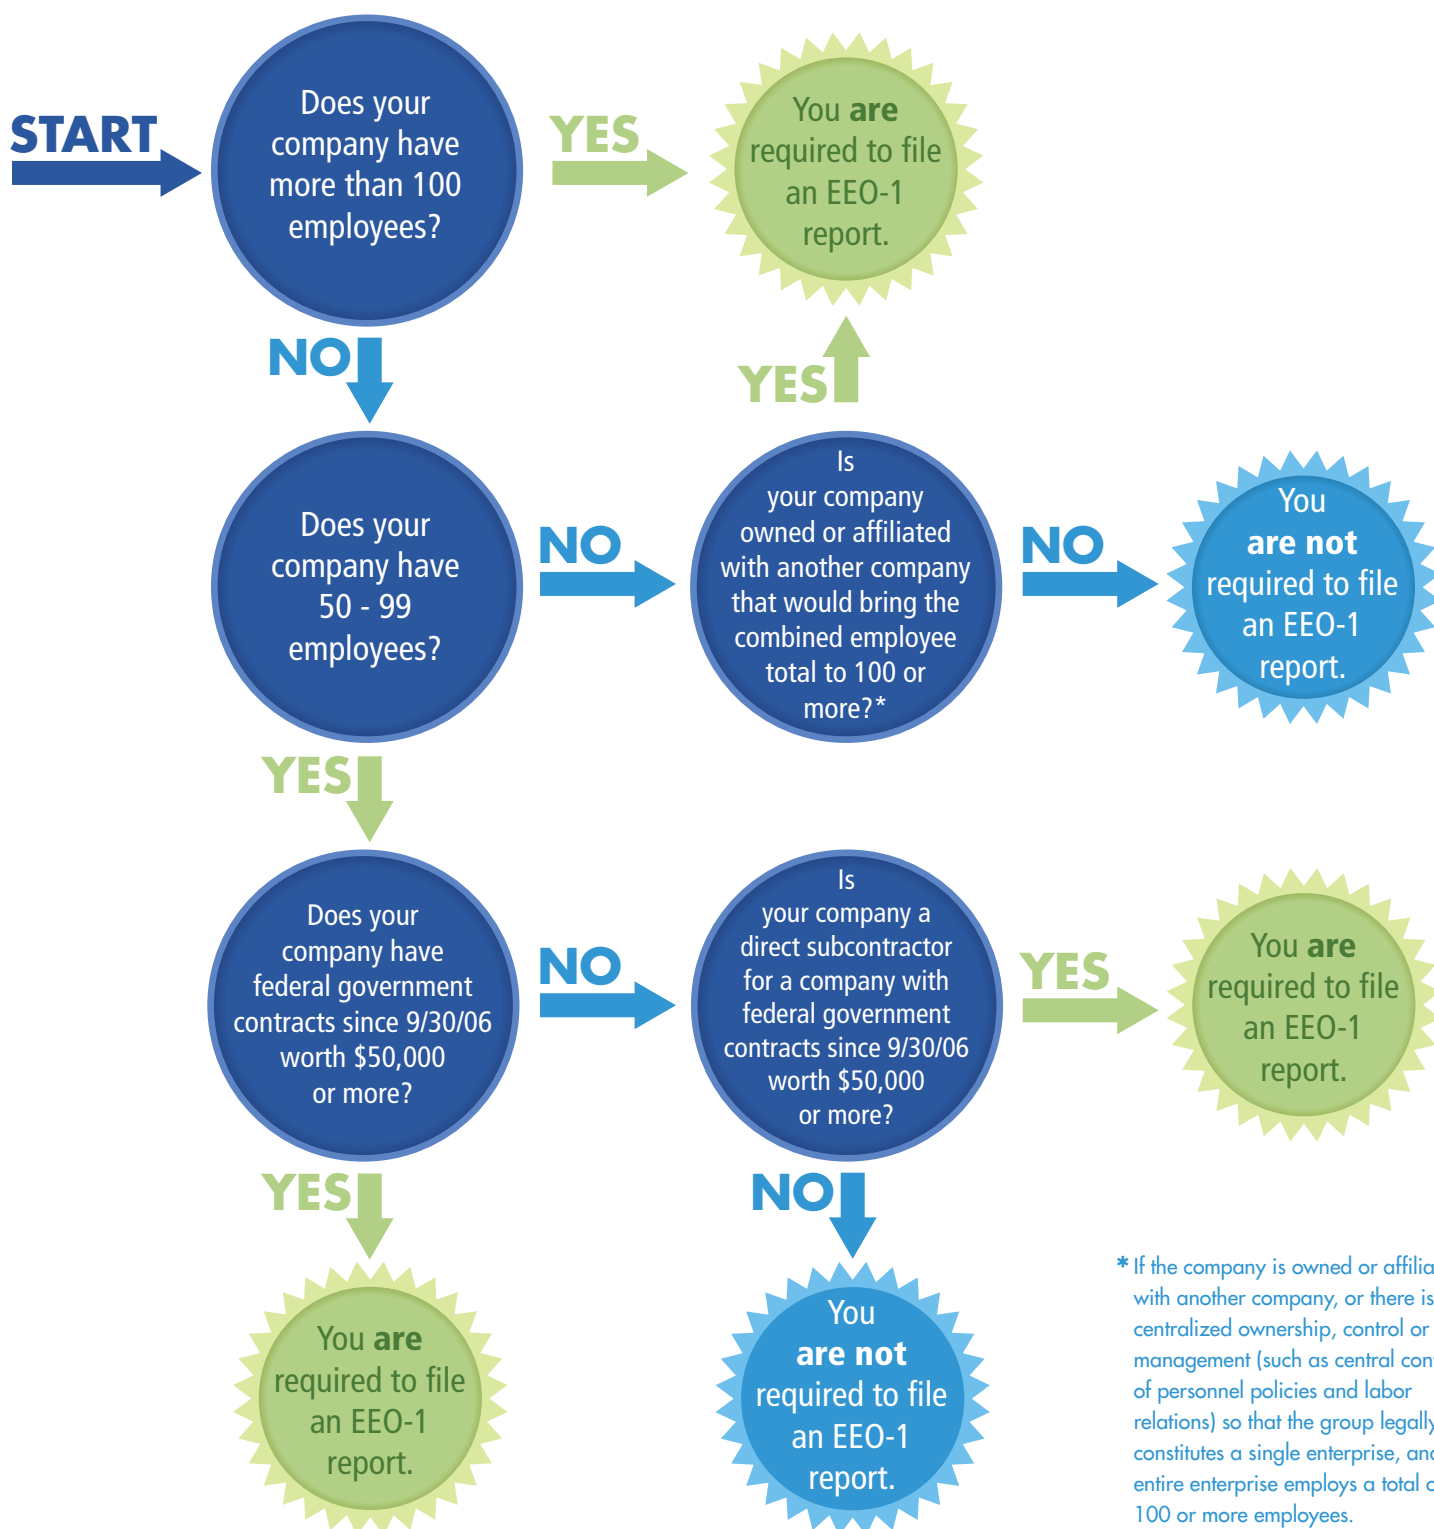 START
Does your
company have
more than 100
employees?
YES
You are
required to file
an EEO-1
report.
NO
YES
Does your
company have
50 - 99
employees?
NO
Is
your company
owned or affiliated
with another company
that would bring the
combined employee
total to 100 or
more?*
NO
You
are not
required to file
an EEO-1
report.
YES
Does your
company have
federal government
contracts since 9/30/06
worth $50,000
or more?
NO
Is
your company a
direct subcontractor
for a company with
federal government
contracts since 9/30/06
worth $50,000
or more?
YES
You are
required to file
an EEO-1
report.
YES
NO
You are
required to file
an EEO-1
report.
You
are not
required to file
an EEO-1
report.
* If the company is owned or
with another company, or there is
centralized ownership, control or
management (such as central
of personnel policies and labor
relations) so that the group legally
constitutes a single enterprise,
entire enterprise employs a total
100 or more employees.